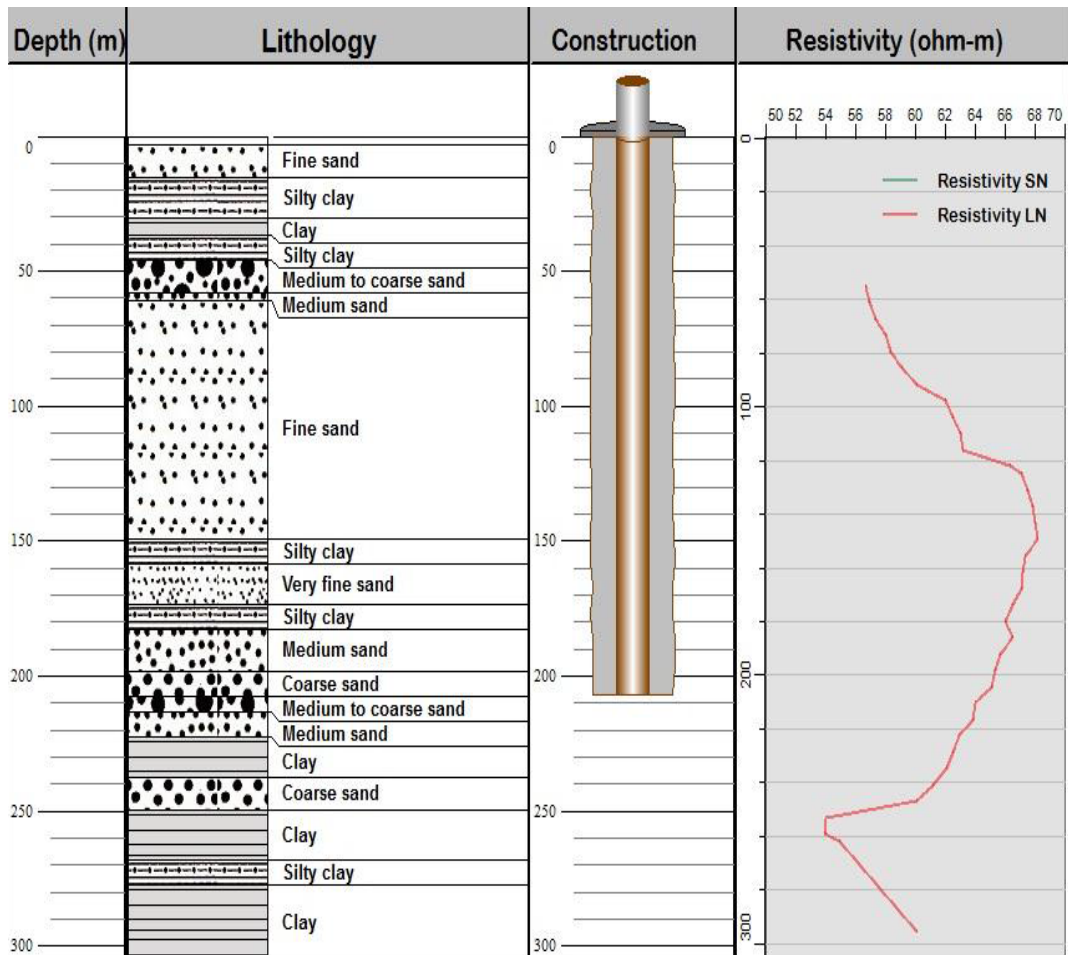 Depth (m) Lithology Construction Resistivity (ohm-m)
50 52 54 56 58 60 62 64 66 68 70
0 0 0
Fine sand
Resistivity SN
Silty clay
Resistivity LN
Clay
Silty clay
50 50
Medium to coarse sand
Medium sand
100 100 100
Fine sand
150 150
Silty clay
Very fine sand
Silty clay
Medium sand
200 200 200
Coarse sand
Medium to coarse sand
Medium sand
Clay
Coarse sand
250 250
Clay
Silty clay
Clay
300 300 300